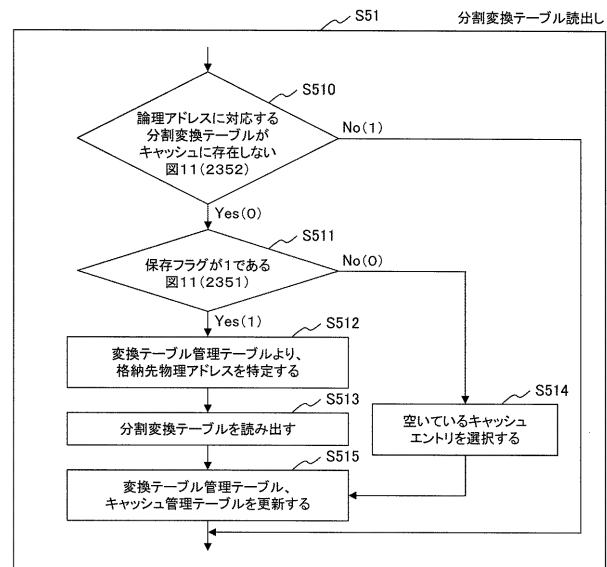 S51
分割変換テーブル読出し
S510
論理アドレスに対応する
分割変換テーブルが
キャッシュに存在しない
図11(2352)
No(1)
Yes(0)
S511
保存フラグが1である
図11(2351)
No(0)
Yes(1)
S512
変換テーブル管理テーブルより、
格納先物理アドレスを特定する
S513
分割変換テーブルを読み出す
S514
空いているキャッシュ
エントリを選択する
S515
変換テーブル管理テーブル、
キャッシュ管理テーブルを更新する